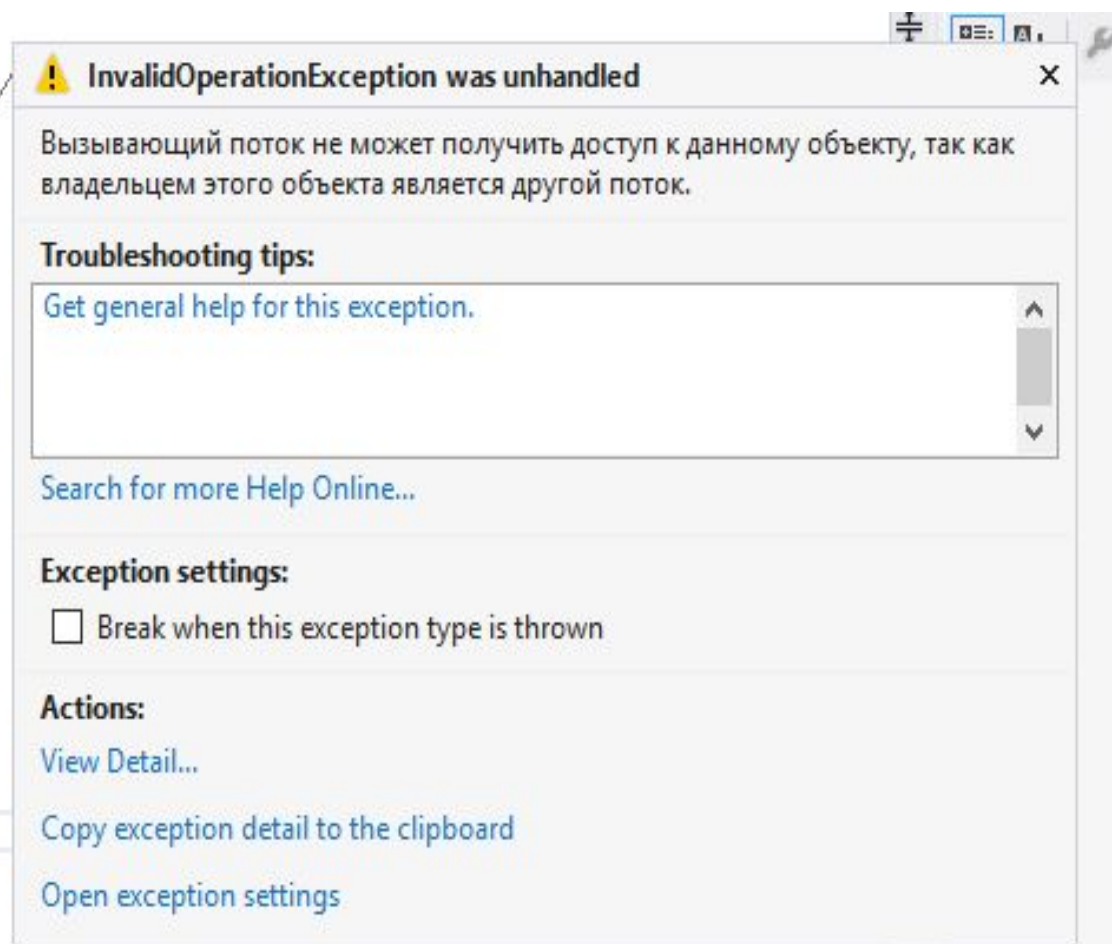 InvalidOperationException was unhandled
Вызывающий поток не может получить доступ к данному объекту, так как
владельцем этого объекта является другой поток.
Troubleshooting tips:
Get general help for this exception.
Search for more Help Online...
Exception settings:
Break when this exception type is thrown
Actions:
View Detail...
Copy exception detail to the clipboard
Open exception settings